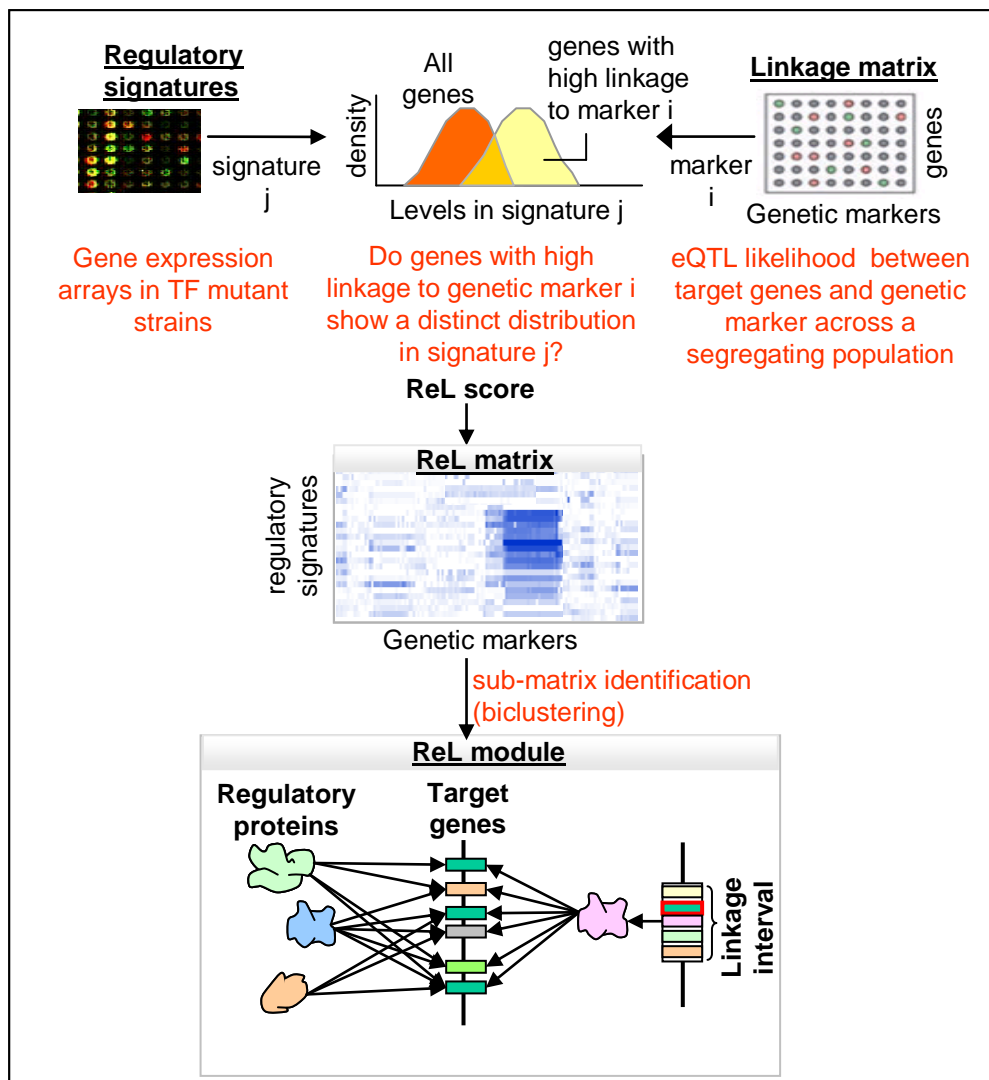 Regulatory
signatures
All
genes
genes with
high linkage
to marker i
Linkage matrix
density
signature
j
marker
i
genes
Levels in signature j
Genetic markers
Gene expression
arrays in TF mutant
strains
Do genes with high
linkage to genetic marker i
show a distinct distribution
in signature j?
eQTL likelihood between
target genes and genetic
marker across a
segregating population
ReL score
ReL matrix
regulatory
signatures
Genetic markers
sub-matrix identification
(biclustering)
ReL module
Regulatory
proteins
Target
genes
Linkage
interval